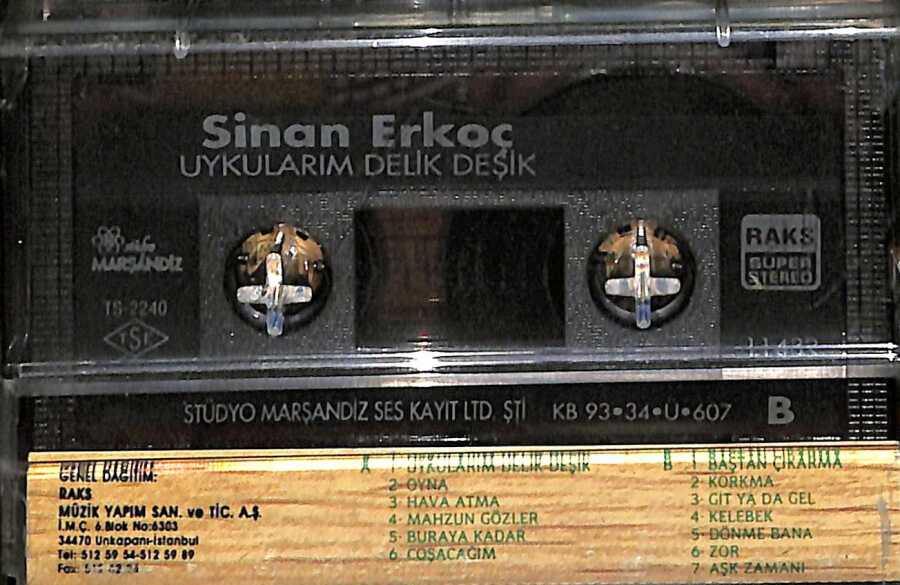 Sinan Erkoç
UYKULARIM DELİK DEŞİK
MARŞANDİZ
RAKS
SUPER
STEREO
TS-2240
TSE
STÜDYO MARŞANDİZ SES KAYIT LTD. ŞTİ KB 93•34•U•607 B
GENEL DAĞITIM:
RAKS
MÜZİK YAPIM SAN. ve TİC. A.Ş.
İ.M.Ç. 6.Blok No:6303
34470 Unkapanı-İstanbul
Tel: 512 59 54-512 59 89
Fax:
A 1 UYKULARIM DELİK DEŞİK
2- OYNA
3- HAVA ATMA
4- MAHZUN GÖZLER
5- BURAYA KADAR
6- COŞACAĞIM
B 1 BAŞTAN ÇIKARMA
2- KORKMA
3- GİT YA DA GEL
4- KELEBEK
5- DÖNME BANA
6- ZOR
7- AŞK ZAMANI